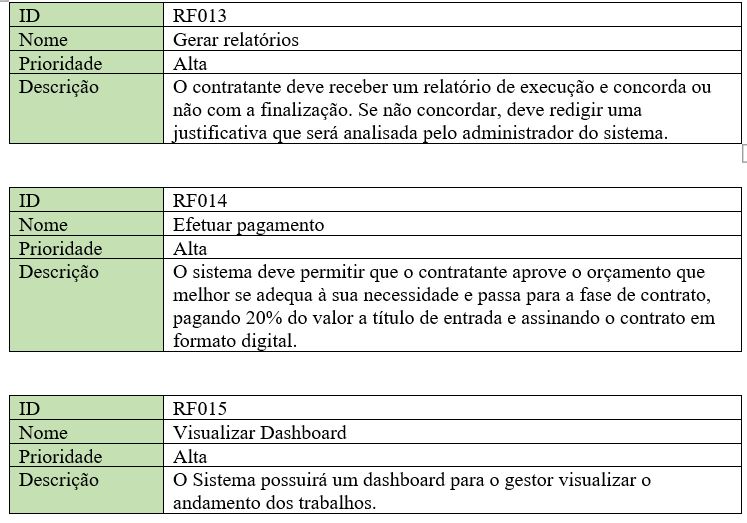 ID RF013
Nome Gerar relatórios
Prioridade Alta
Descrição O contratante deve receber um relatório de execução e concorda ou
não com a finalização. Se não concordar, deve redigir uma
justificativa que será analisada pelo administrador do sistema.
ID RF014
Nome Efetuar pagamento
Prioridade Alta
Descrição O sistema deve permitir que o contratante aprove o orçamento que
melhor se adequa à sua necessidade e passa para a fase de contrato,
pagando 20% do valor a título de entrada e assinando o contrato em
formato digital.
ID RF015
Nome Visualizar Dashboard
Prioridade Alta
Descrição O Sistema possuirá um dashboard para o gestor visualizar o
andamento dos trabalhos.